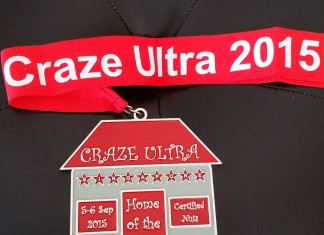 Craze Ultra 2015
CRAZE ULTRA
5-6 Sep
2015
Home
of the
Certified
Nuts